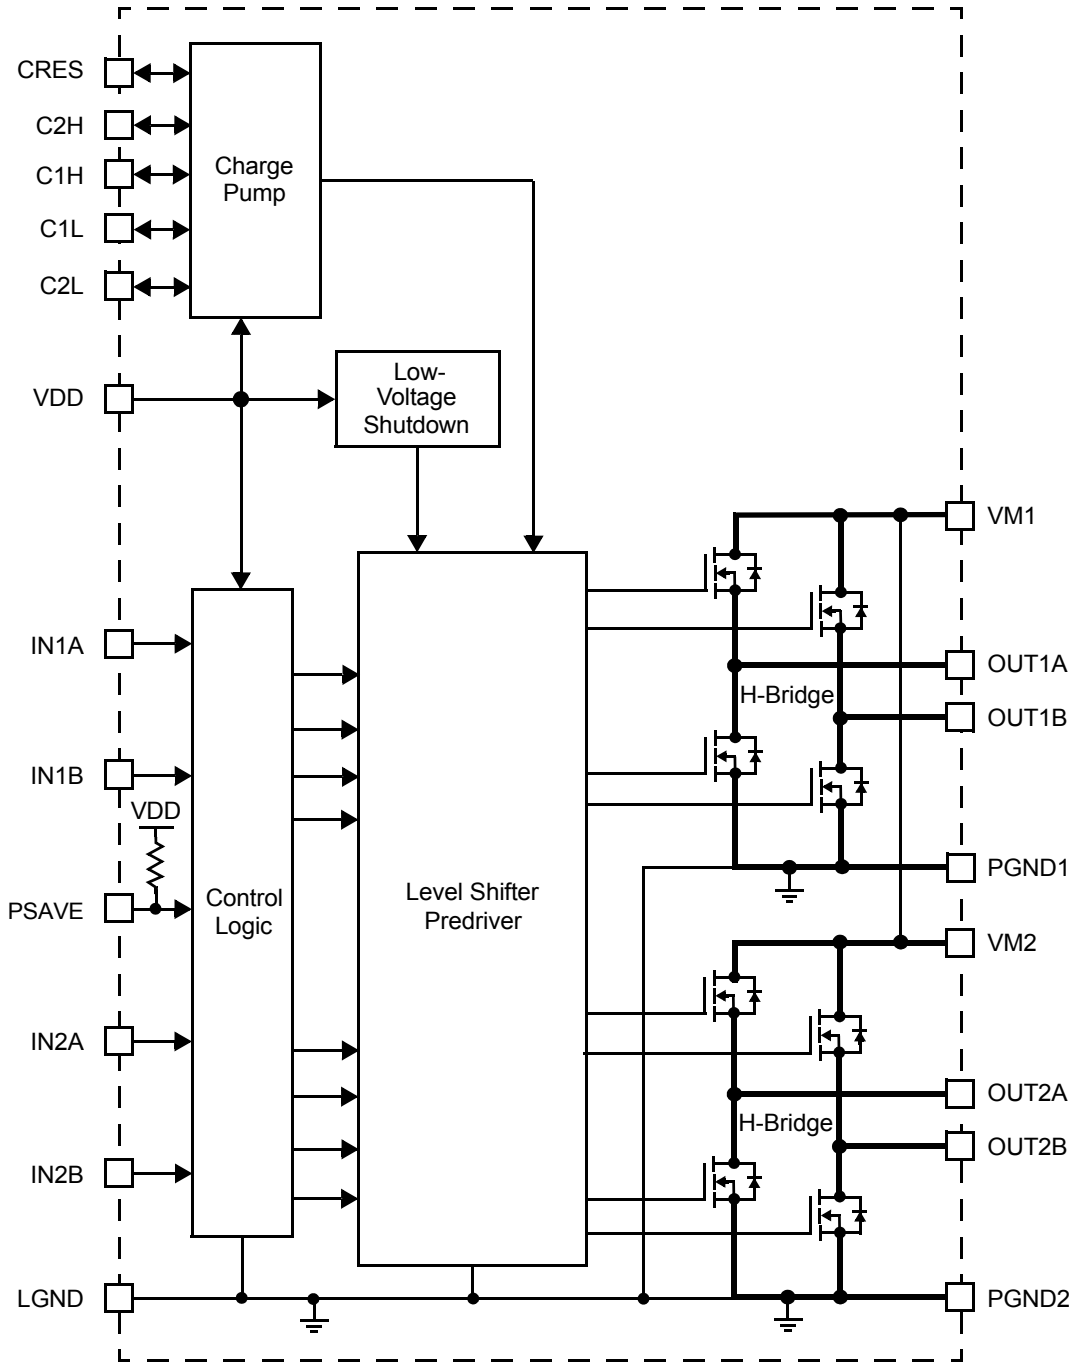 CRES
C2H
C1H
C1L
C2L
Charge
Pump
VDD
Low-
Voltage
Shutdown
VM1
IN1A
OUT1A
H-Bridge
OUT1B
IN1B
VDD
PGND1
PSAVE
Control
Logic
Level Shifter
Predriver
VM2
IN2A
OUT2A
H-Bridge
OUT2B
IN2B
LGND
PGND2